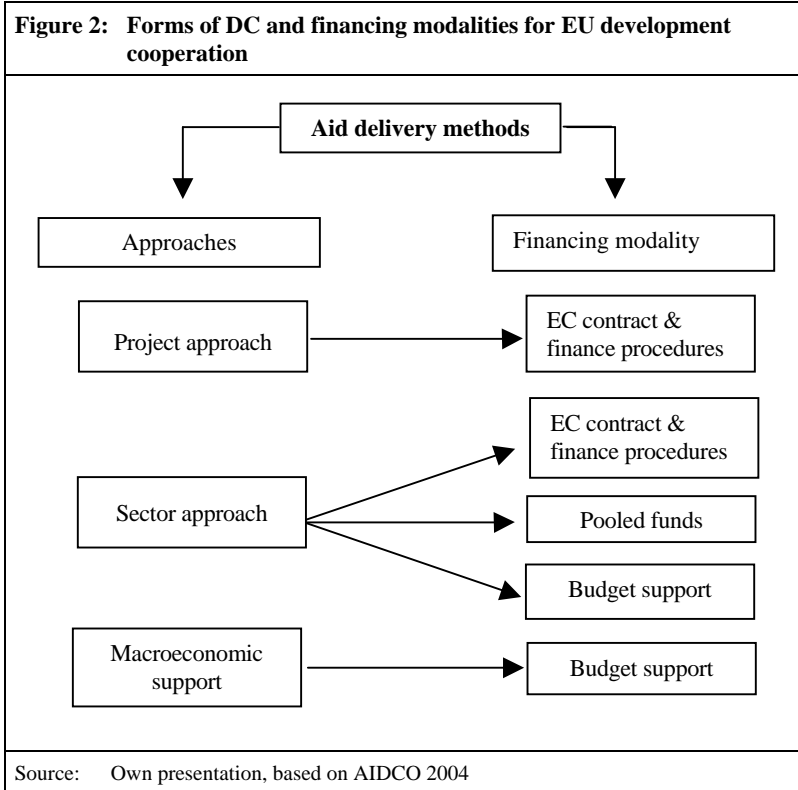 Figure 2: Forms of DC and financing modalities for EU development
cooperation
Aid delivery methods
Approaches
Financing modality
Project approach
EC contract &
finance procedures
Sector approach
EC contract &
finance procedures
Pooled funds
Budget support
Macroeconomic
support
Budget support
Source: Own presentation, based on AIDCO 2004